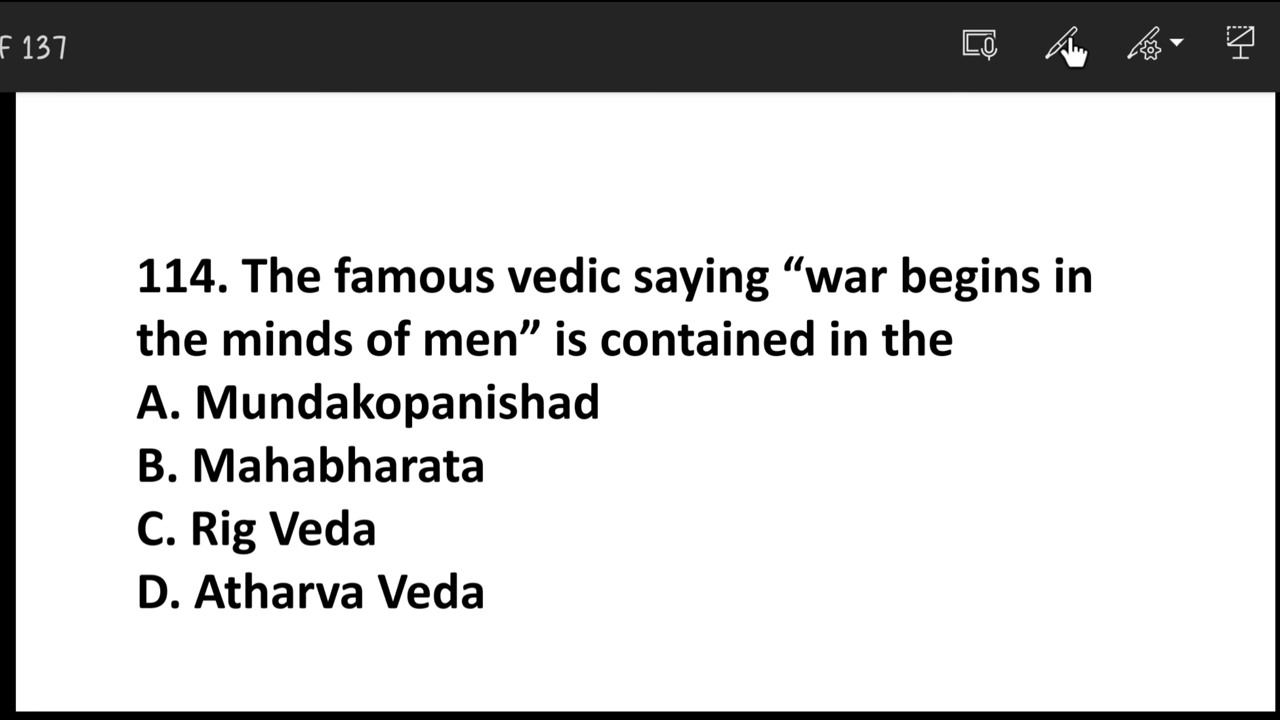 F 137
114. The famous vedic saying “war begins in
the minds of men” is contained in the
A. Mundakopanishad
B. Mahabharata
C. Rig Veda
D. Atharva Veda